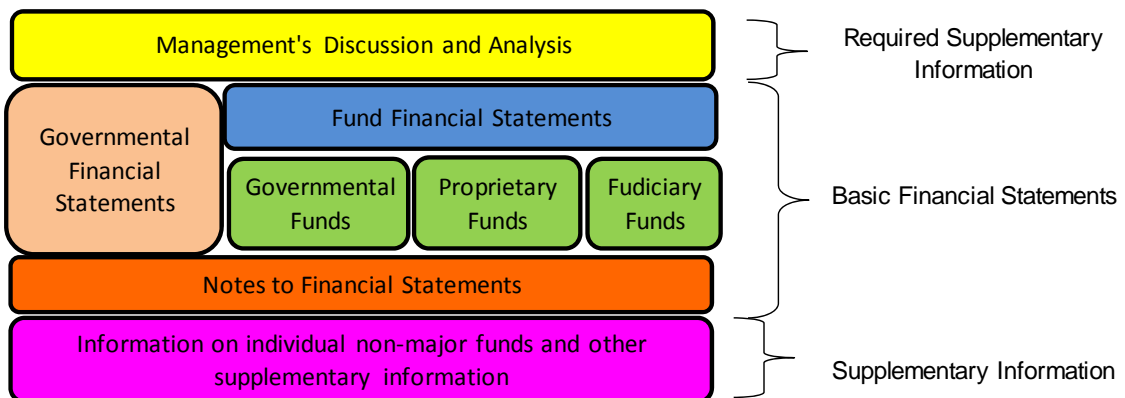 Management's Discussion and Analysis
Required Supplementary
Information
Governmental
Financial
Statements
Fund Financial Statements
Governmental
Funds
Proprietary
Funds
Fudiciary
Funds
Basic Financial Statements
Notes to Financial Statements
Information on individual non-major funds and other
supplementary information
Supplementary Information